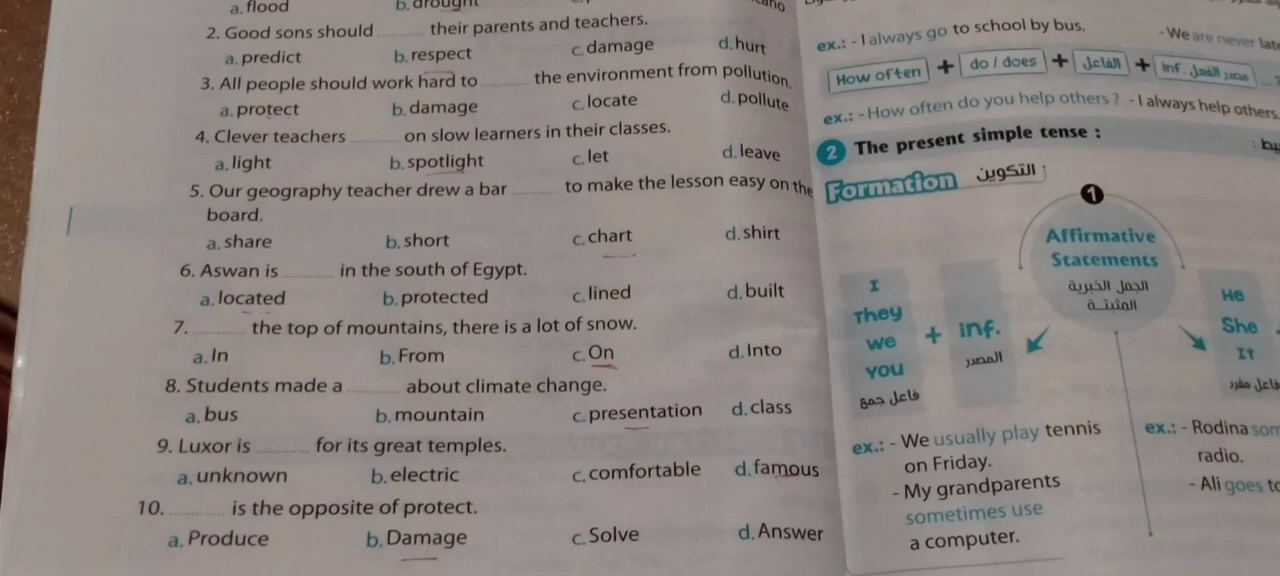 a. flood b. drought
2. Good sons should ........ their parents and teachers.
a. predict b. respect c. damage d. hurt
3. All people should work hard to ........ the environment from pollution.
a. protect b. damage c. locate d. pollute
4. Clever teachers ........ on slow learners in their classes.
a. light b. spotlight c. let d. leave
5. Our geography teacher drew a bar ........ to make the lesson easy on the
board.
a. share b. short c. chart d. shirt
6. Aswan is ........ in the south of Egypt.
a. located b. protected c. lined d. built
7. ........ the top of mountains, there is a lot of snow.
a. In b. From c. On d. Into
8. Students made a ........ about climate change.
a. bus b. mountain c. presentation d. class
9. Luxor is ........ for its great temples.
a. unknown b. electric c. comfortable d. famous
10. ........ is the opposite of protect.
a. Produce b. Damage c. Solve d. Answer
ex.: - I always go to school by bus. - We are never late
How often + do / does + الفاعل + inf. مصدر الفعل
ex.: - How often do you help others ? - I always help others.
2 The present simple tense :
Formation التكوين :
1
Affirmative
Statements
الجمل الخبرية
المثبتة
I
They
we
you
فاعل جمع
+ inf.
المصدر
He
She
It
فاعل مفرد
ex.: - We usually play tennis
on Friday.
- My grandparents
sometimes use
a computer.
ex.: - Rodina som
radio.
- Ali goes to